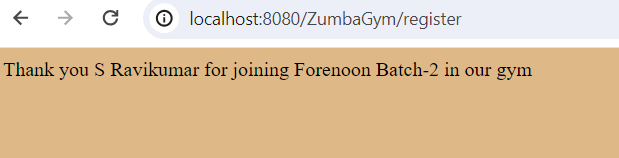 localhost:8080/ZumbaGym/register
Thank you S Ravikumar for joining Forenoon Batch-2 in our gym